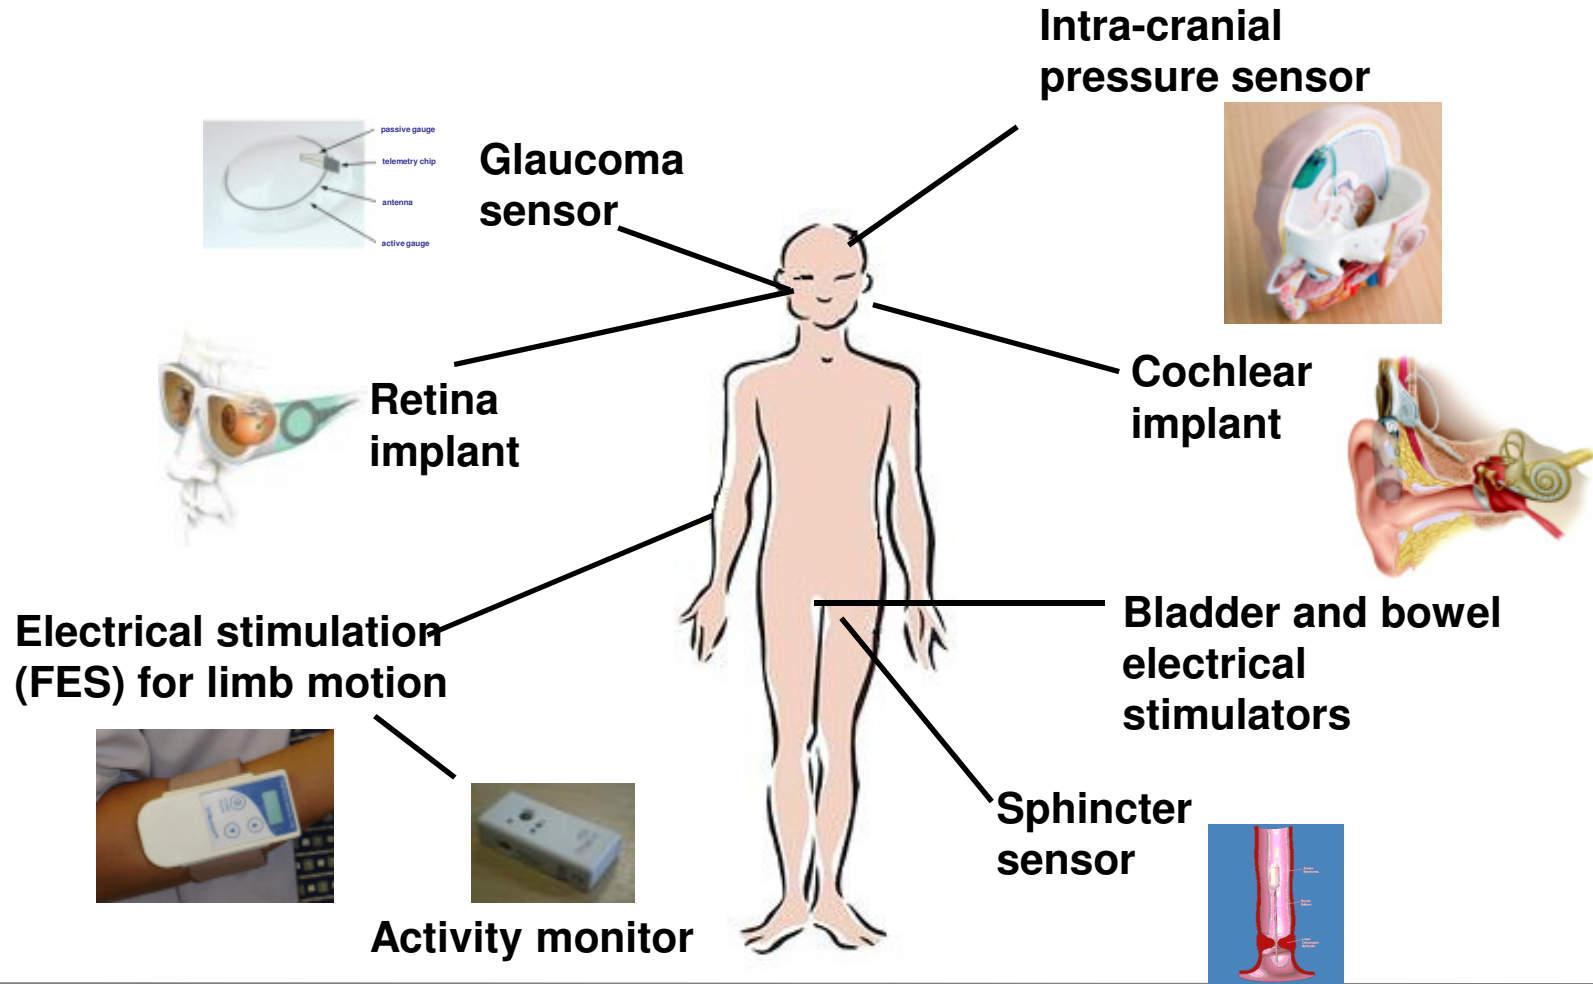 Intra-cranial
pressure sensor
passive gauge
telemetry chip
antenna
active gauge
Glaucoma
sensor
Retina
implant
Cochlear
implant
Electrical stimulation
(FES) for limb motion
Bladder and bowel
electrical
stimulators
Sphincter
sensor
Activity monitor